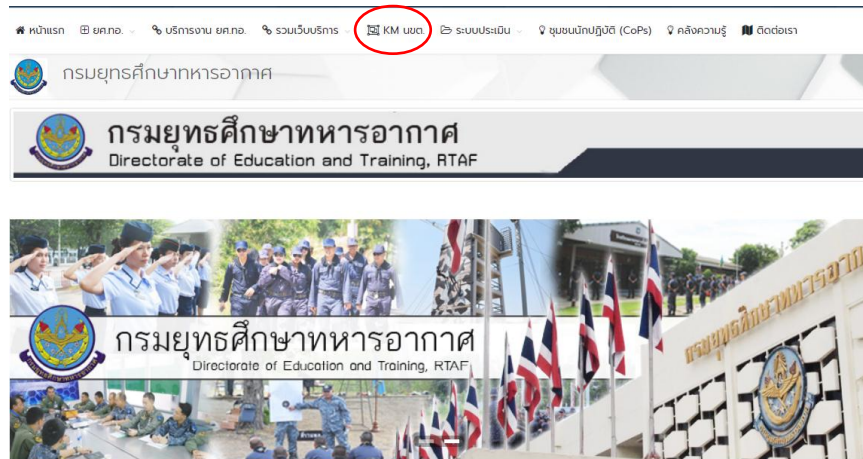 หน้าแรก ยศ.ทอ. บริการงาน ยศ.ทอ. รวมเว็บบริการ KM นขต. ระบบประเมิน ชุมชนนักปฏิบัติ (CoPs) คลังความรู้ ติดต่อเรา
กรมยุทธศึกษาทหารอากาศ
กรมยุทธศึกษาทหารอากาศ
Directorate of Education and Training, RTAF
กรมยุทธศึกษาทหารอากาศ
Directorate of Education and Training, RTAF
กรมยุทธศึกษาทหารอาก